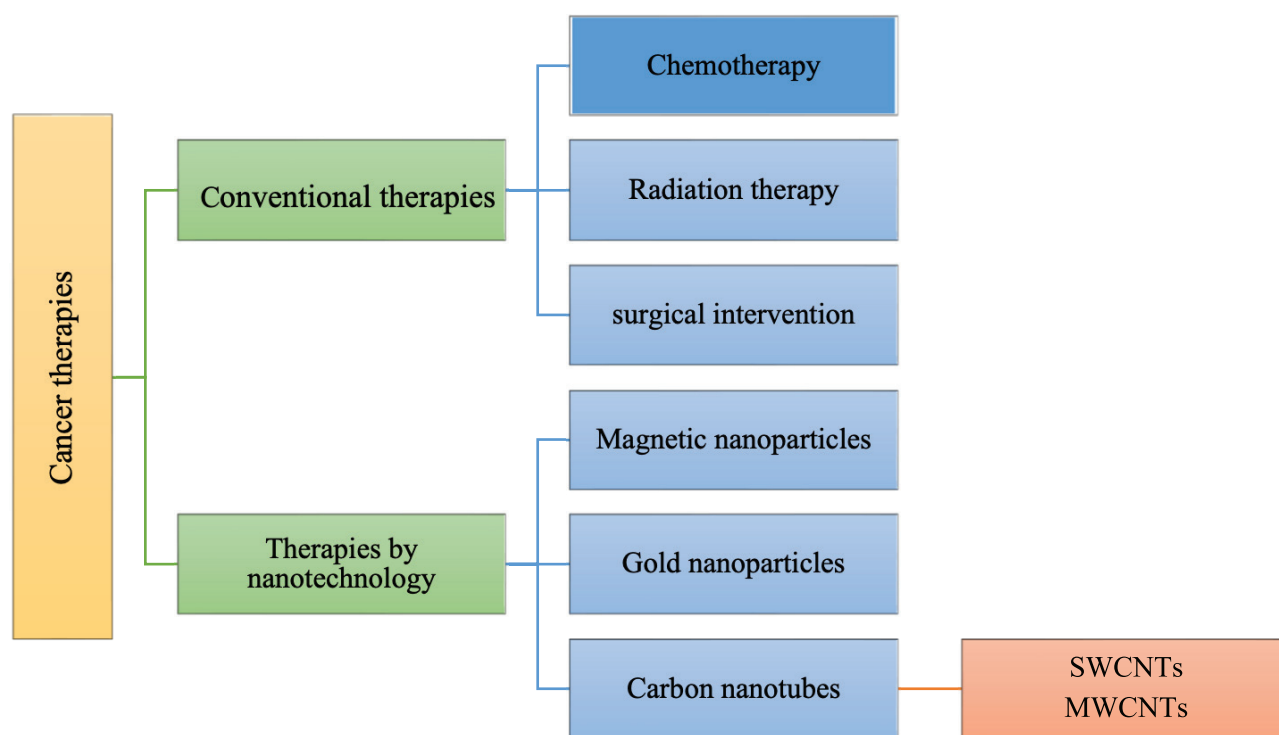 Cancer therapies
Conventional therapies
Chemotherapy
Radiation therapy
surgical intervention
Therapies by
nanotechnology
Magnetic nanoparticles
Gold nanoparticles
Carbon nanotubes
SWCNTs
MWCNTs